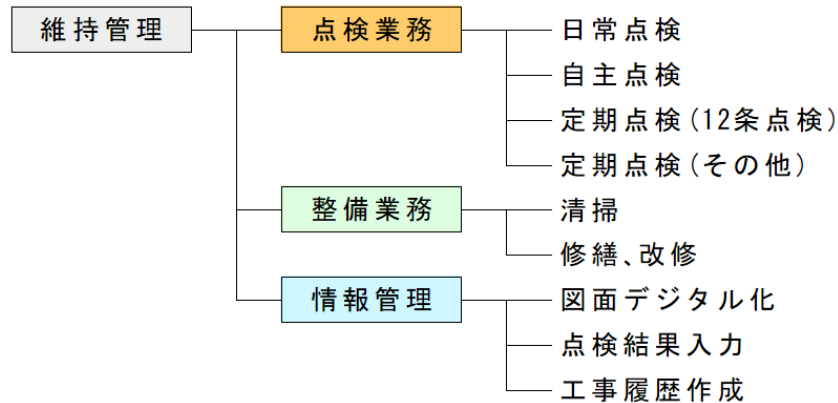 維持管理
点検業務
日常点検
自主点検
定期点検(12条点検)
定期点検(その他)
整備業務
清掃
修繕、改修
情報管理
図面デジタル化
点検結果入力
工事履歴作成